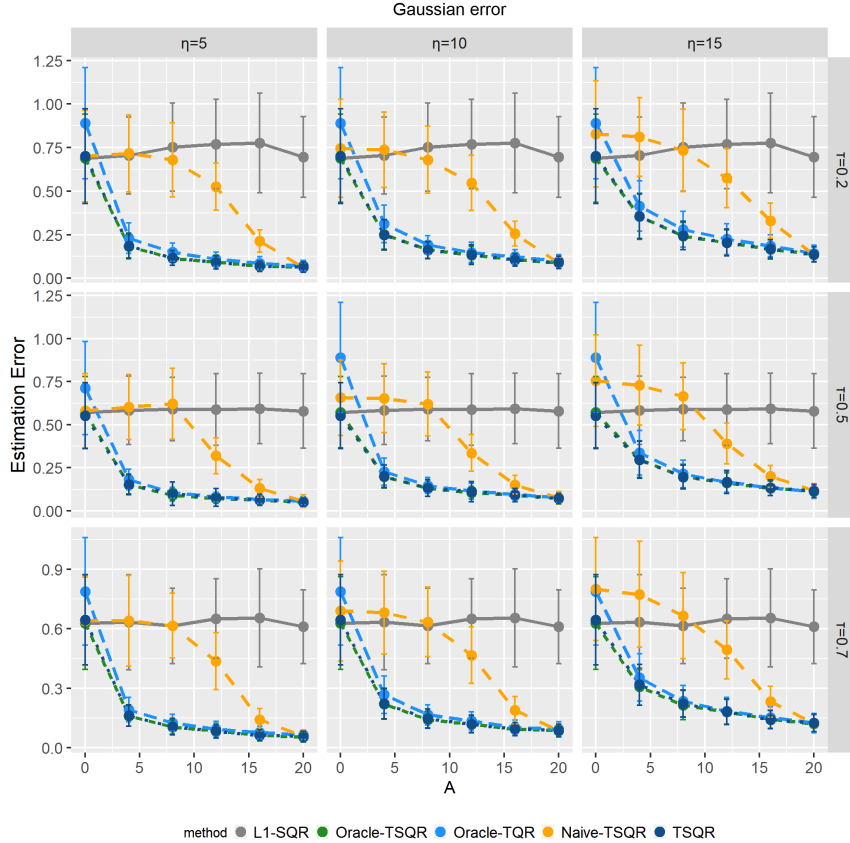 Gaussian error
η=5 η=10 η=15
1.25
1.00
0.75
0.50
0.25
0.00
τ=0.2
1.25
1.00
0.75
0.50
0.25
0.00
τ=0.5
0.9
0.6
0.3
0.0
τ=0.7
Estimation Error
0 5 10 15 20 0 5 10 15 20 0 5 10 15 20
A
method L1-SQR Oracle-TSQR Oracle-TQR Naive-TSQR TSQR